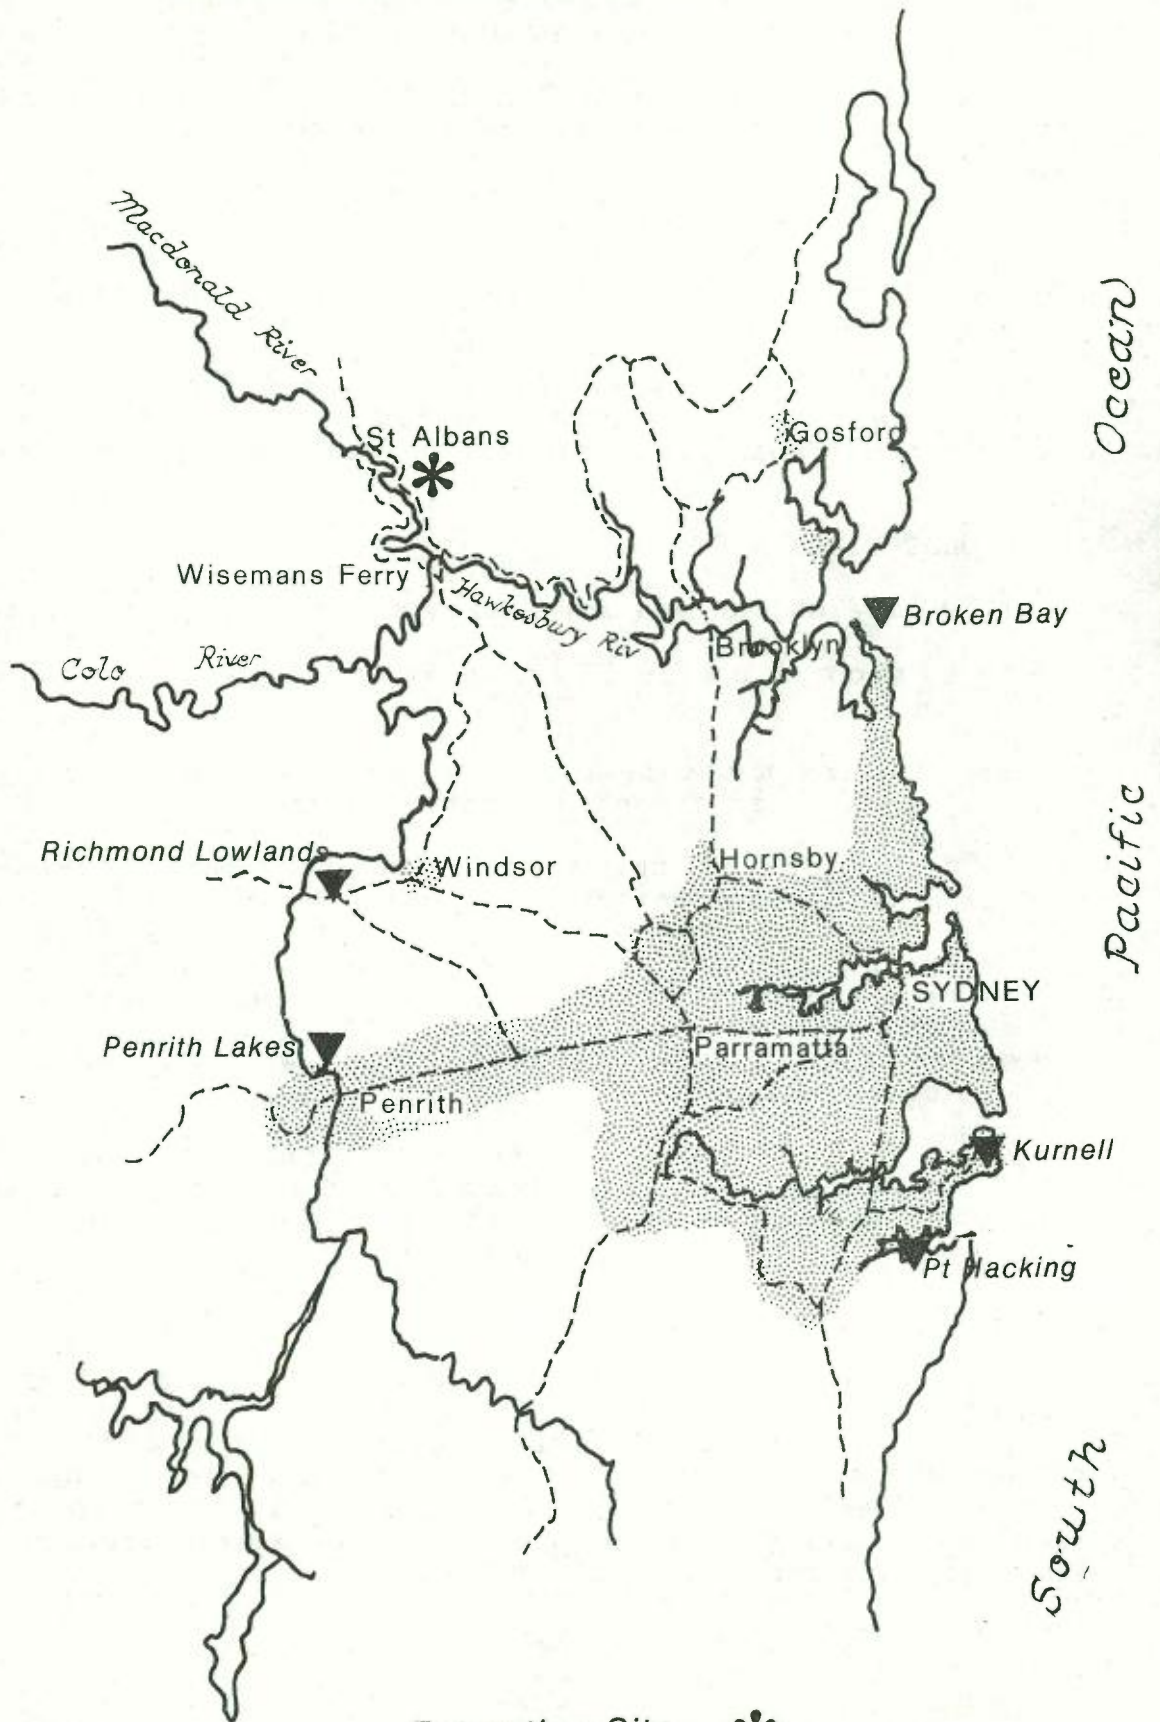 Macdonald River
Ocean
St Albans
Gosford
Wisemans Ferry
Hawkesbury Riv
Broken Bay
Brooklyn
Colo River
Pacific
Richmond Lowlands
Windsor
Hornsby
SYDNEY
Penrith Lakes
Parramatta
Penrith
Kurnell
Pt Hacking
South